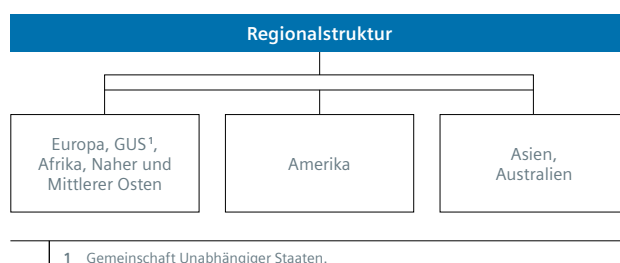 Regionalstruktur
Europa, GUS¹,
Afrika, Naher und
Mittlerer Osten
Amerika
Asien,
Australien
1 Gemeinschaft Unabhängiger Staaten.